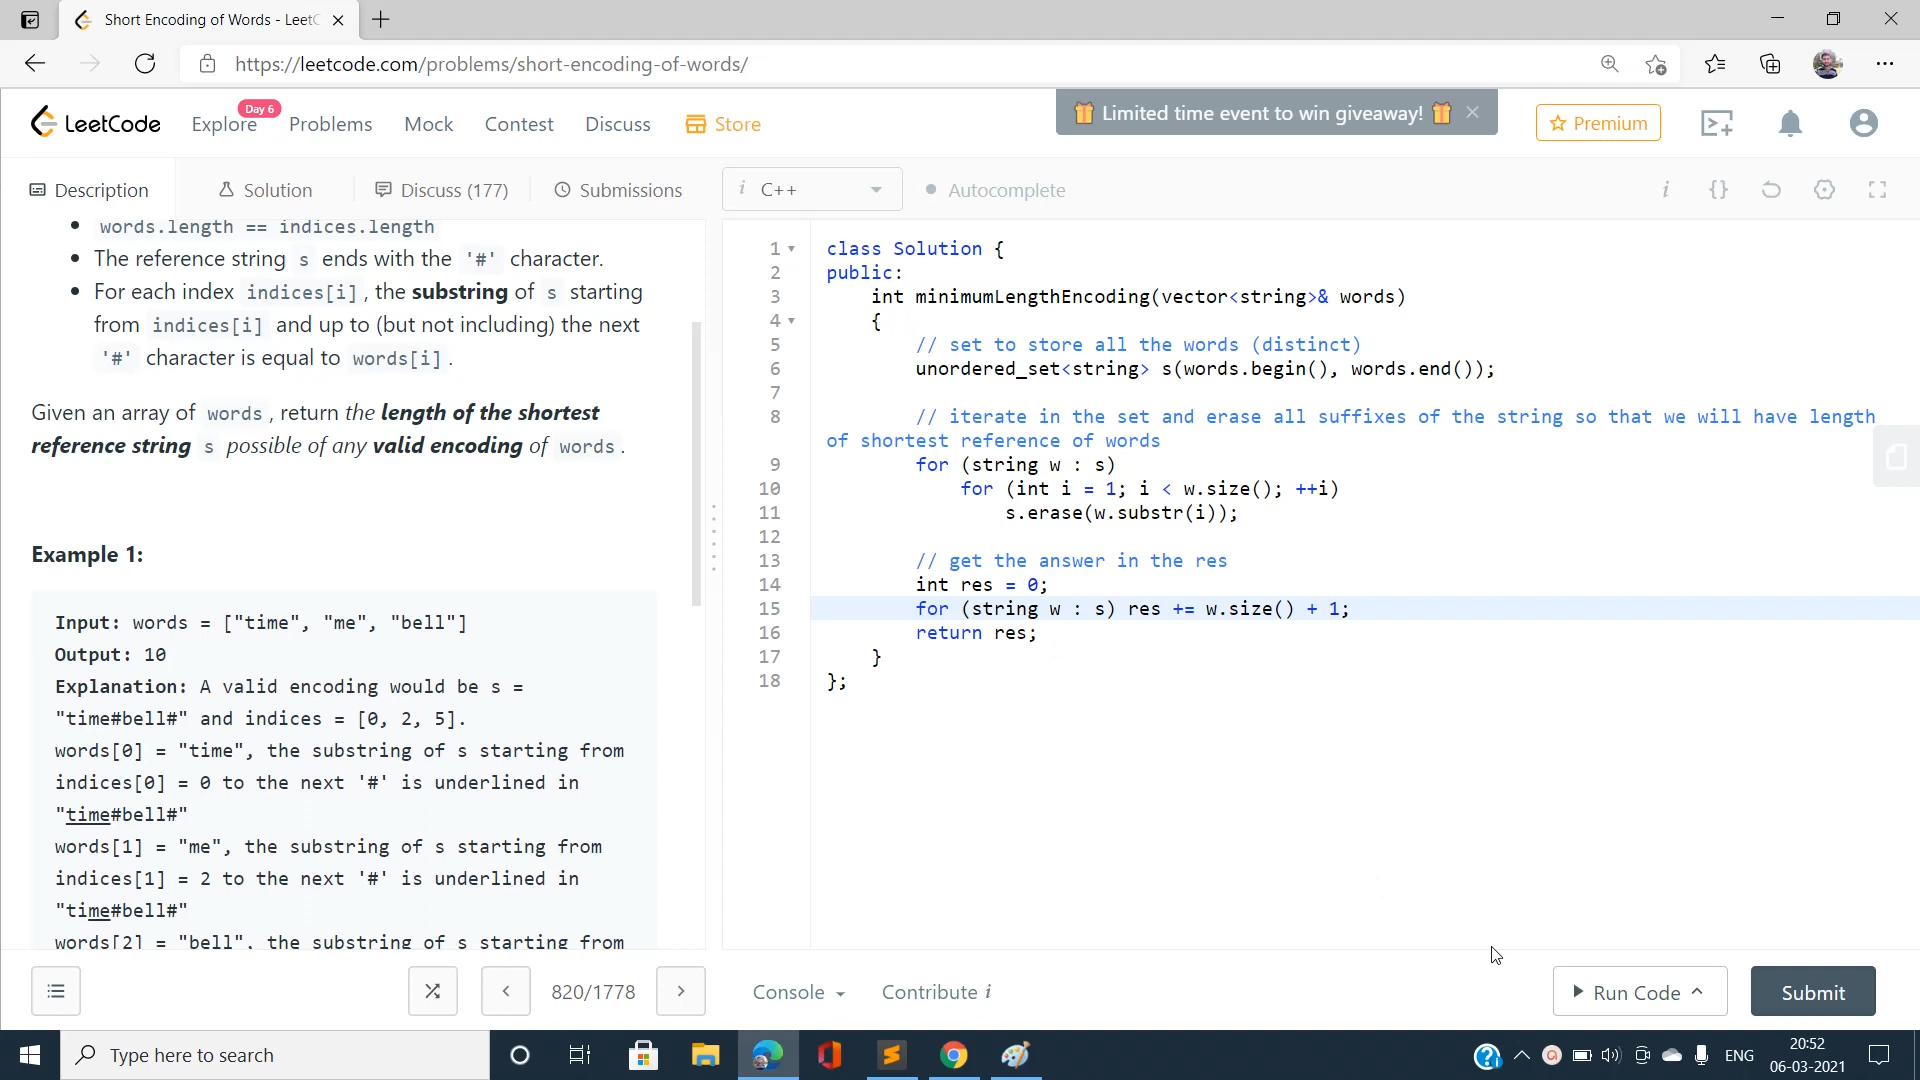 Short Encoding of Words - LeetC
https://leetcode.com/problems/short-encoding-of-words/
LeetCode
Explore
Day 6
Problems
Mock
Contest
Discuss
Store
Limited time event to win giveaway!
Premium
Description
Solution
Discuss (177)
Submissions
i C++
Autocomplete
words.length == indices.length
The reference string s ends with the '#' character.
For each index indices[i], the substring of s starting
from indices[i] and up to (but not including) the next
'#' character is equal to words[i].
Given an array of words, return the length of the shortest
reference string s possible of any valid encoding of words.
Example 1:
Input: words = ["time", "me", "bell"]
Output: 10
Explanation: A valid encoding would be s =
"time#bell#" and indices = [0, 2, 5].
words[0] = "time", the substring of s starting from
indices[0] = 0 to the next '#' is underlined in
"time#bell#"
words[1] = "me", the substring of s starting from
indices[1] = 2 to the next '#' is underlined in
"time#bell#"
words[2] = "bell", the substring of s starting from
1 class Solution {
2 public:
3 int minimumLengthEncoding(vector<string>& words)
4 {
5 // set to store all the words (distinct)
6 unordered_set<string> s(words.begin(), words.end());
7
8 // iterate in the set and erase all suffixes of the string so that we will have length
of shortest reference of words
9 for (string w : s)
10 for (int i = 1; i < w.size(); ++i)
11 s.erase(w.substr(i));
12
13 // get the answer in the res
14 int res = 0;
15 for (string w : s) res += w.size() + 1;
16 return res;
17 }
18 };
820/1778
Console
Contribute i
Run Code
Submit
Type here to search
ENG
20:52
06-03-2021